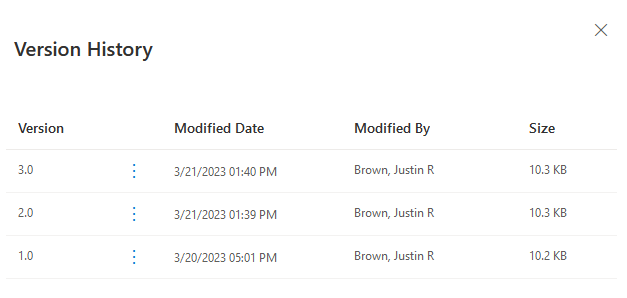 Version History
Version Modified Date Modified By Size
3.0 3/21/2023 01:40 PM Brown, Justin R 10.3 KB
2.0 3/21/2023 01:39 PM Brown, Justin R 10.3 KB
1.0 3/20/2023 05:01 PM Brown, Justin R 10.2 KB